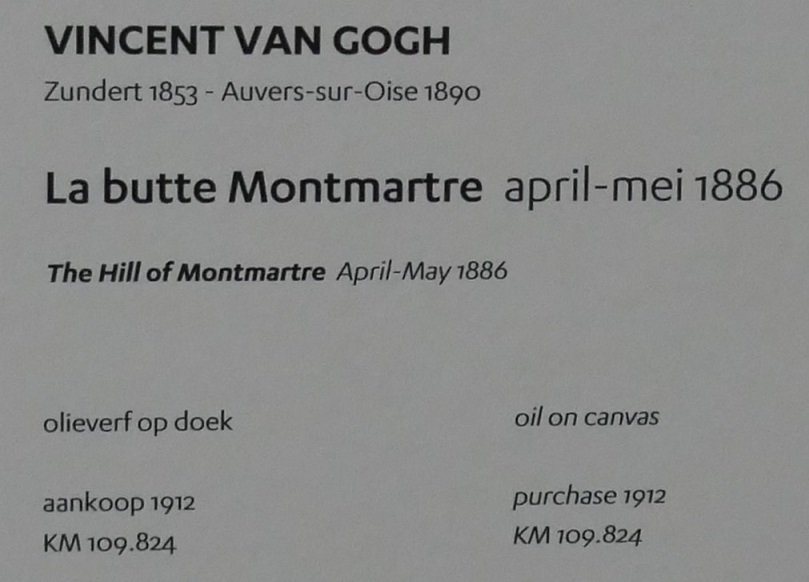 VINCENT VAN GOGH
Zundert 1853 - Auvers-sur-Oise 1890
La butte Montmartre april-mei 1886
The Hill of Montmartre April-May 1886
olieverf op doek
oil on canvas
aankoop 1912
purchase 1912
KM 109.824
KM 109.824